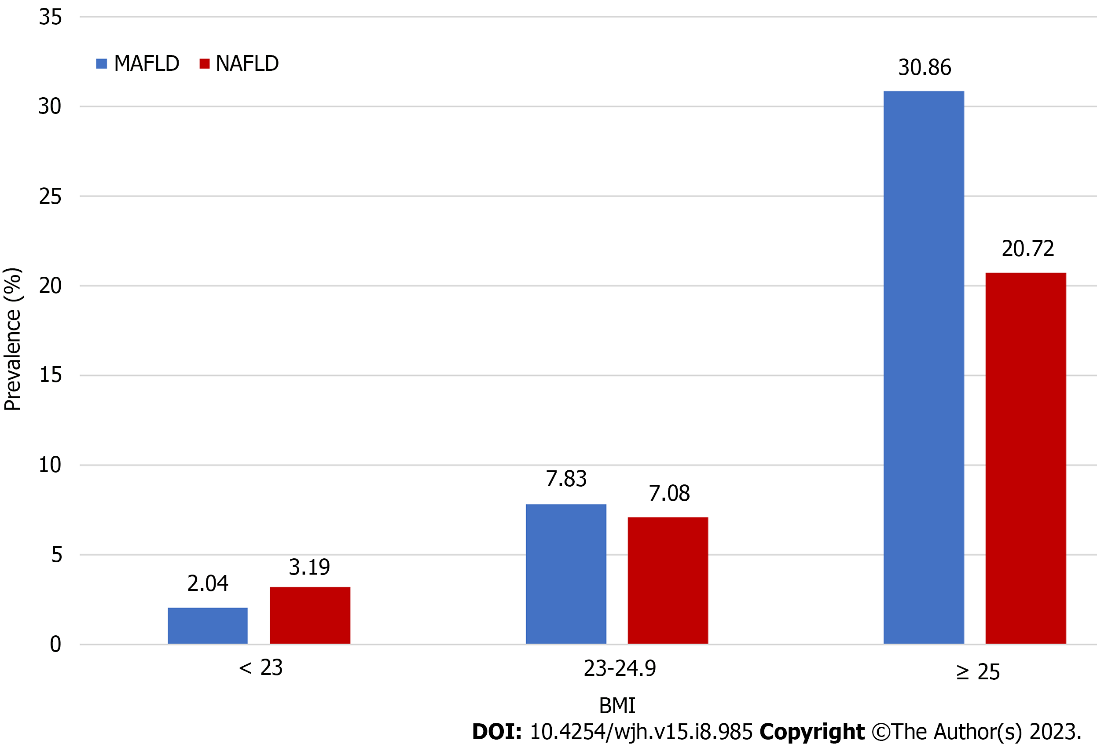 35
MAFLD NAFLD
30.86
30
25
20.72
20
Prevalence (%)
15
10
7.83
7.08
5
3.19
2.04
0
< 23 23-24.9 ≥ 25
BMI
DOI: 10.4254/wjh.v15.i8.985 Copyright ©The Author(s) 2023.